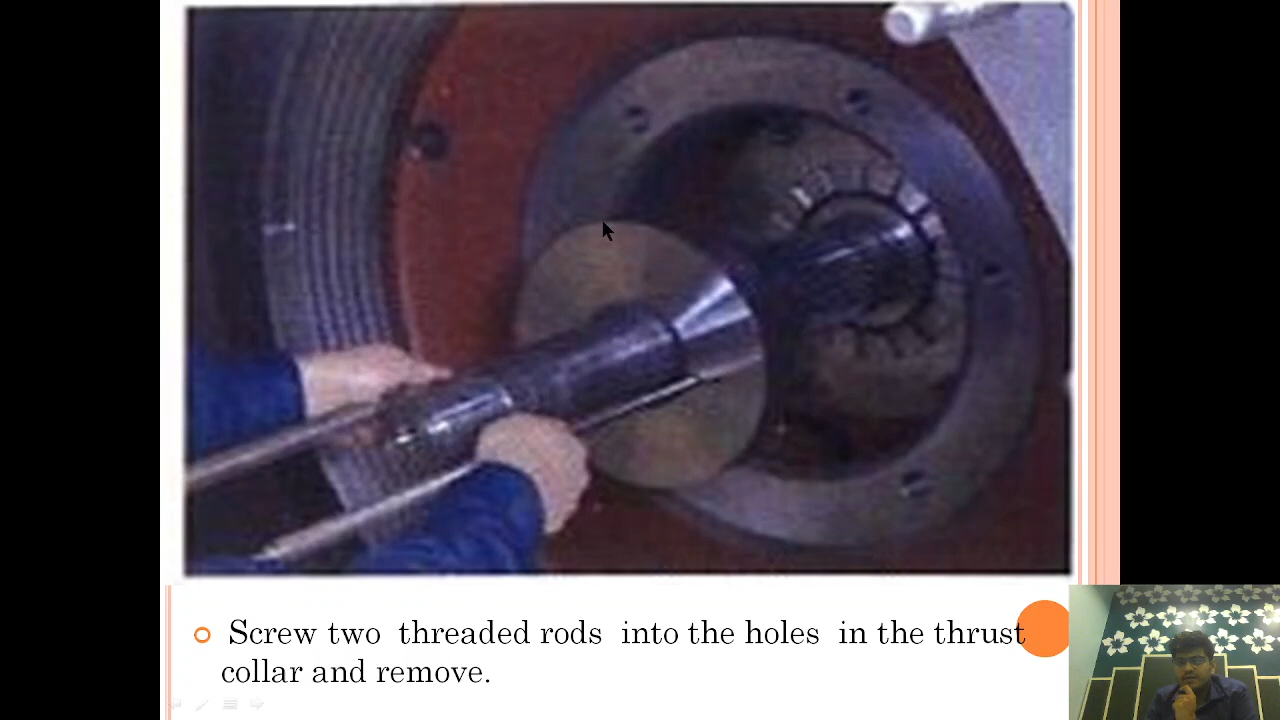 Screw two threaded rods into the holes in the thrust
collar and remove.